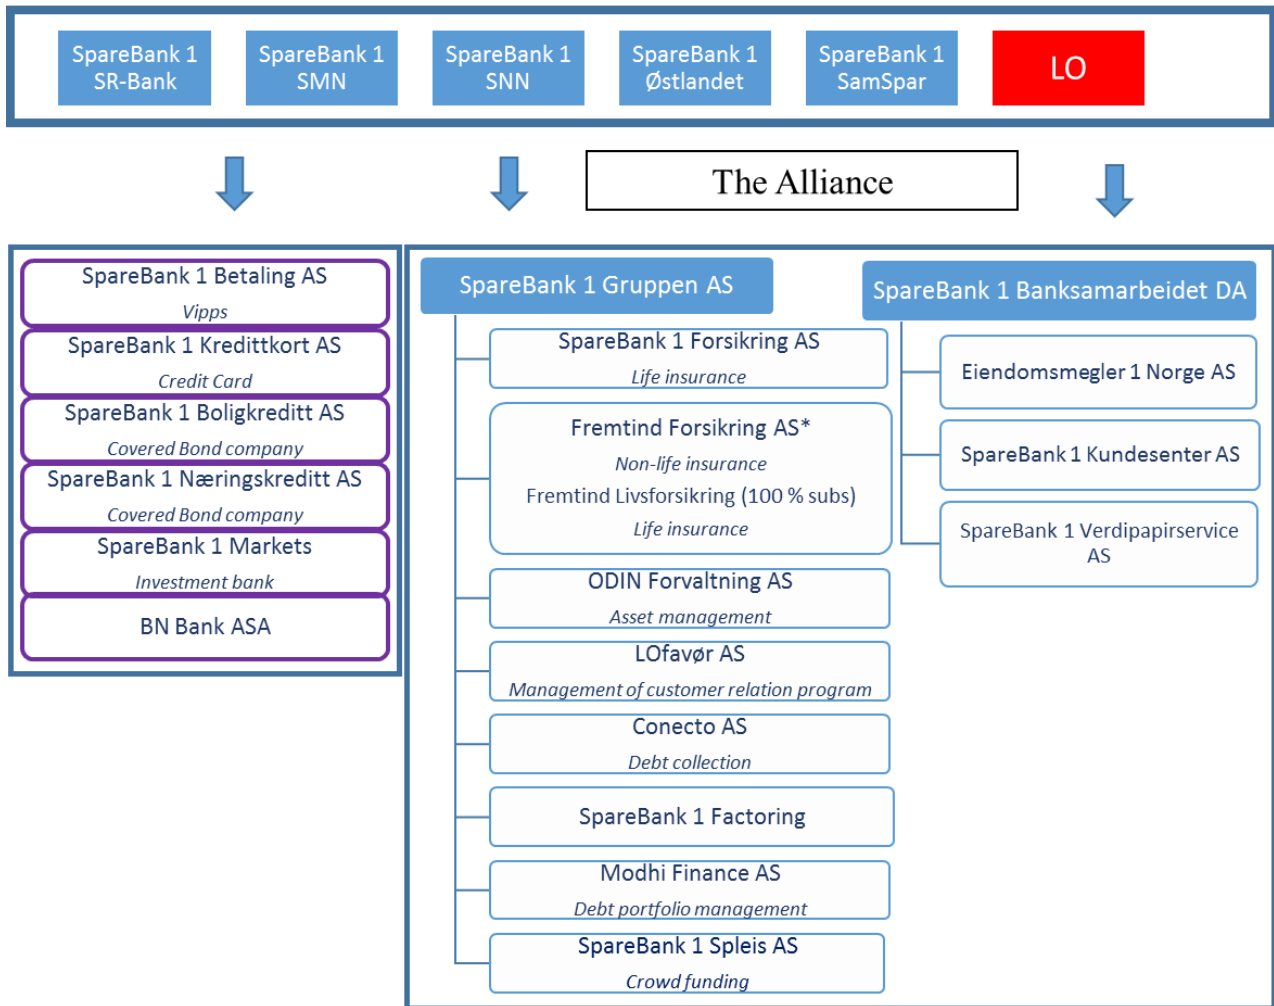 SpareBank 1
SR-Bank
SpareBank 1
SMN
SpareBank 1
SNN
SpareBank 1
Østlandet
SpareBank 1
SamSpar
LO
The Alliance
SpareBank 1 Betaling AS
Vipps
SpareBank 1 Kredittkort AS
Credit Card
SpareBank 1 Boligkreditt AS
Covered Bond company
SpareBank 1 Næringskreditt AS
Covered Bond company
SpareBank 1 Markets
Investment bank
BN Bank ASA
SpareBank 1 Gruppen AS
SpareBank 1 Forsikring AS
Life insurance
Fremtind Forsikring AS*
Non-life insurance
Fremtind Livsforsikring (100 % subs)
Life insurance
ODIN Forvaltning AS
Asset management
LOfavør AS
Management of customer relation program
Conecto AS
Debt collection
SpareBank 1 Factoring
Modhi Finance AS
Debt portfolio management
SpareBank 1 Spleis AS
Crowd funding
SpareBank 1 Banksamarbeidet DA
Eiendomsmegler 1 Norge AS
SpareBank 1 Kundesenter AS
SpareBank 1 Verdipapirservice
AS